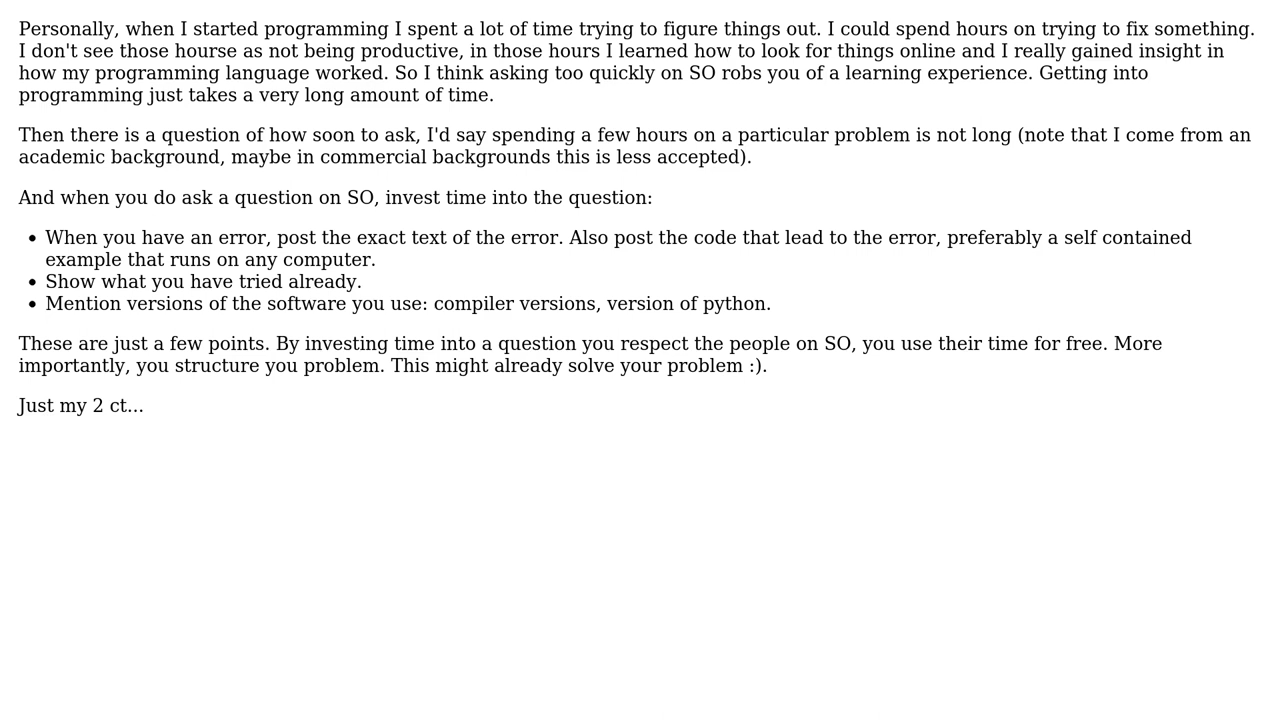 Personally, when I started programming I spent a lot of time trying to figure things out. I could spend hours on trying to fix something.
I don't see those hourse as not being productive, in those hours I learned how to look for things online and I really gained insight in
how my programming language worked. So I think asking too quickly on SO robs you of a learning experience. Getting into
programming just takes a very long amount of time.
Then there is a question of how soon to ask, I'd say spending a few hours on a particular problem is not long (note that I come from an
academic background, maybe in commercial backgrounds this is less accepted).
And when you do ask a question on SO, invest time into the question:
• When you have an error, post the exact text of the error. Also post the code that lead to the error, preferably a self contained
example that runs on any computer.
• Show what you have tried already.
• Mention versions of the software you use: compiler versions, version of python.
These are just a few points. By investing time into a question you respect the people on SO, you use their time for free. More
importantly, you structure you problem. This might already solve your problem :).
Just my 2 ct...